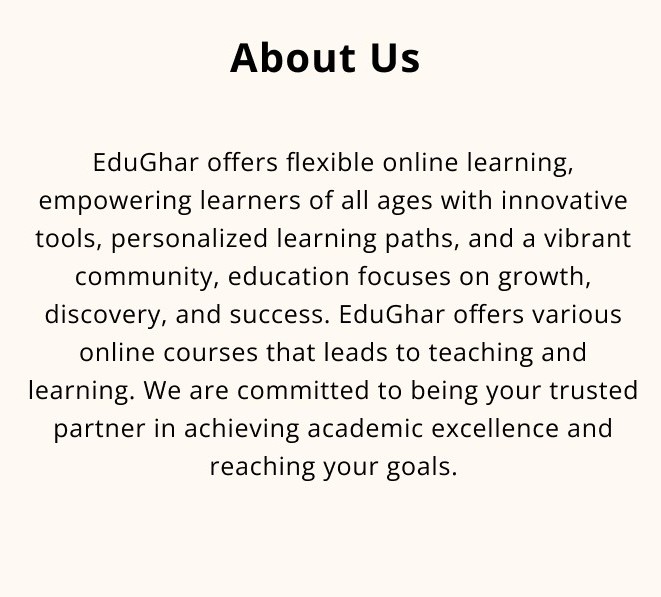 About Us
EduGhar offers flexible online learning,
empowering learners of all ages with innovative
tools, personalized learning paths, and a vibrant
community, education focuses on growth,
discovery, and success. EduGhar offers various
online courses that leads to teaching and
learning. We are committed to being your trusted
partner in achieving academic excellence and
reaching your goals.